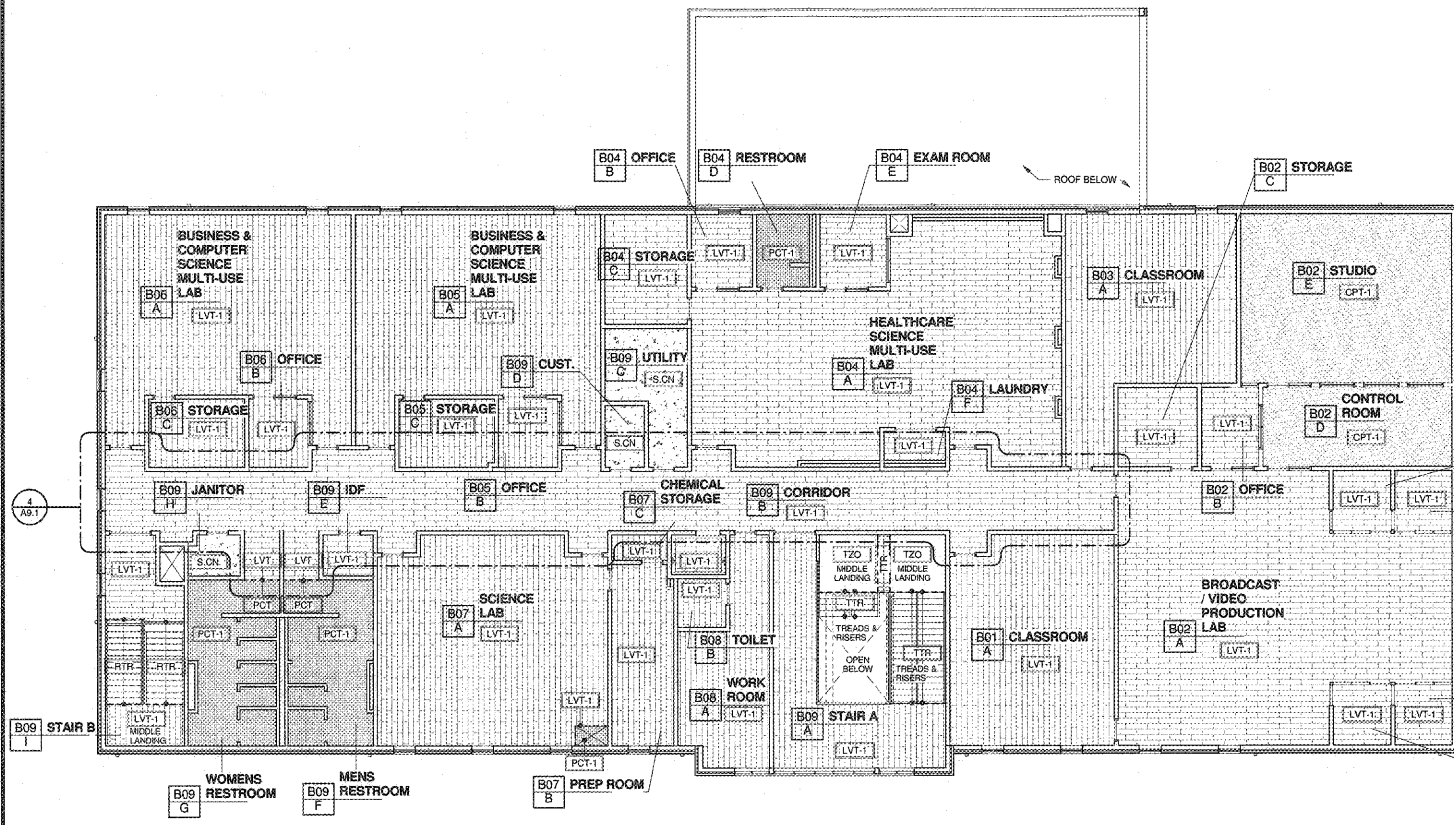 B04 B OFFICE
B04 D RESTROOM
B04 E EXAM ROOM
ROOF BELOW
B02 C STORAGE
BUSINESS &
COMPUTER
SCIENCE
MULTI-USE
LAB
B06 A
LVT-1
BUSINESS &
COMPUTER
SCIENCE
MULTI-USE
LAB
B05 A
LVT-1
B04 C STORAGE
LVT-1
LVT-1
PCT-1
LVT-1
B03 A CLASSROOM
LVT-1
B02 E STUDIO
CPT-1
HEALTHCARE
SCIENCE
MULTI-USE
LAB
B04 A
LVT-1
B06 B OFFICE
B09 D CUST.
B09 C UTILITY
S.CN
B04 F LAUNDRY
LVT-1
B06 C STORAGE
LVT-1
LVT-1
B05 C STORAGE
LVT-1
LVT-1
S.CN
LVT-1
LVT-1
CONTROL
ROOM
B02 D
CPT-1
4
A9.1
B09 H JANITOR
B09 E IDF
B05 B OFFICE
CHEMICAL
STORAGE
B07 C
B09 B CORRIDOR
LVT-1
B02 B OFFICE
LVT-1
LVT-1
LVT-1
S.CN.
LVT
LVT
LVT-1
LVT-1
LVT-1
TZO
MIDDLE
LANDING
TTR
TZO
MIDDLE
LANDING
PCT
PCT
PCT-1
PCT-1
SCIENCE
LAB
B07 A
LVT-1
LVT-1
LVT-1
B08 B TOILET
TTR
TREADS &
RISERS
OPEN
BELOW
TTR
TREADS &
RISERS
B01 A CLASSROOM
LVT-1
BROADCAST
/ VIDEO
PRODUCTION
LAB
B02 A
LVT-1
RTR
RTR
WORK
ROOM
B08 A
LVT-1
LVT-1
B09 I STAIR B
LVT-1
MIDDLE
LANDING
B09 A STAIR A
LVT-1
LVT-1
LVT-1
PCT-1
WOMENS
RESTROOM
B09 G
MENS
RESTROOM
B09 F
B07 B PREP ROOM